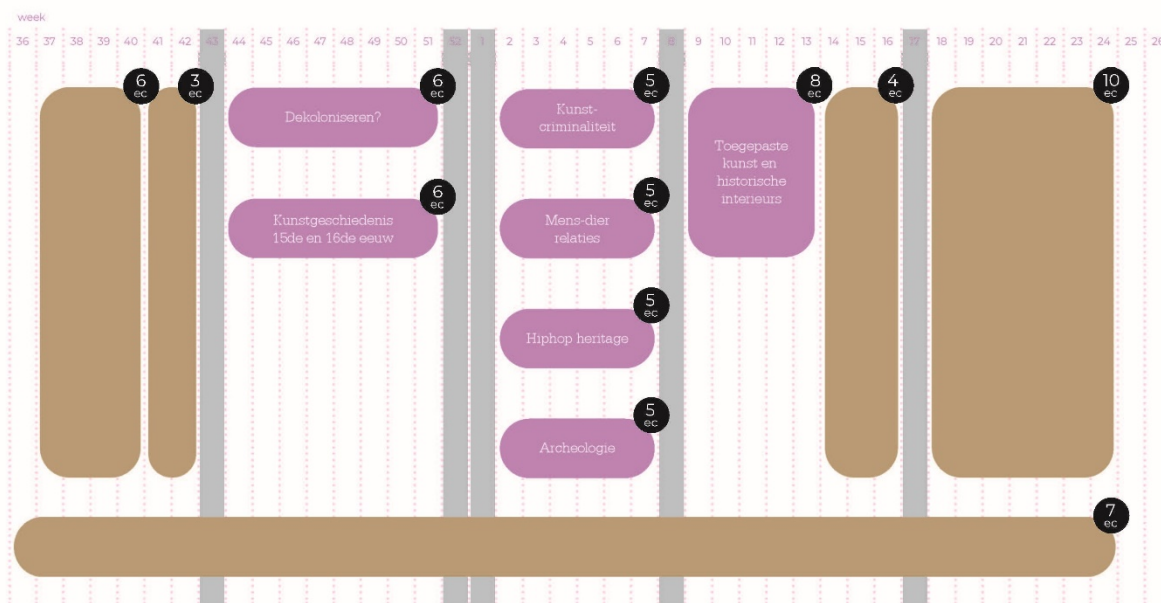 week
36 37 38 39 40 41 42 43 44 45 46 47 48 49 50 51 52 1 2 3 4 5 6 7 8 9 10 11 12 13 14 15 16 17 18 19 20 21 22 23 24 25 26
6
ec
3
ec
6
ec
5
ec
8
ec
4
ec
10
ec
Dekoloniseren?
Kunst-
criminaliteit
Toegepaste
kunst en
historische
interieurs
6
ec
5
ec
Kunstgeschiedenis
15de en 16de eeuw
Mens-dier
relaties
5
ec
Hiphop heritage
5
ec
Archeologie
7
ec